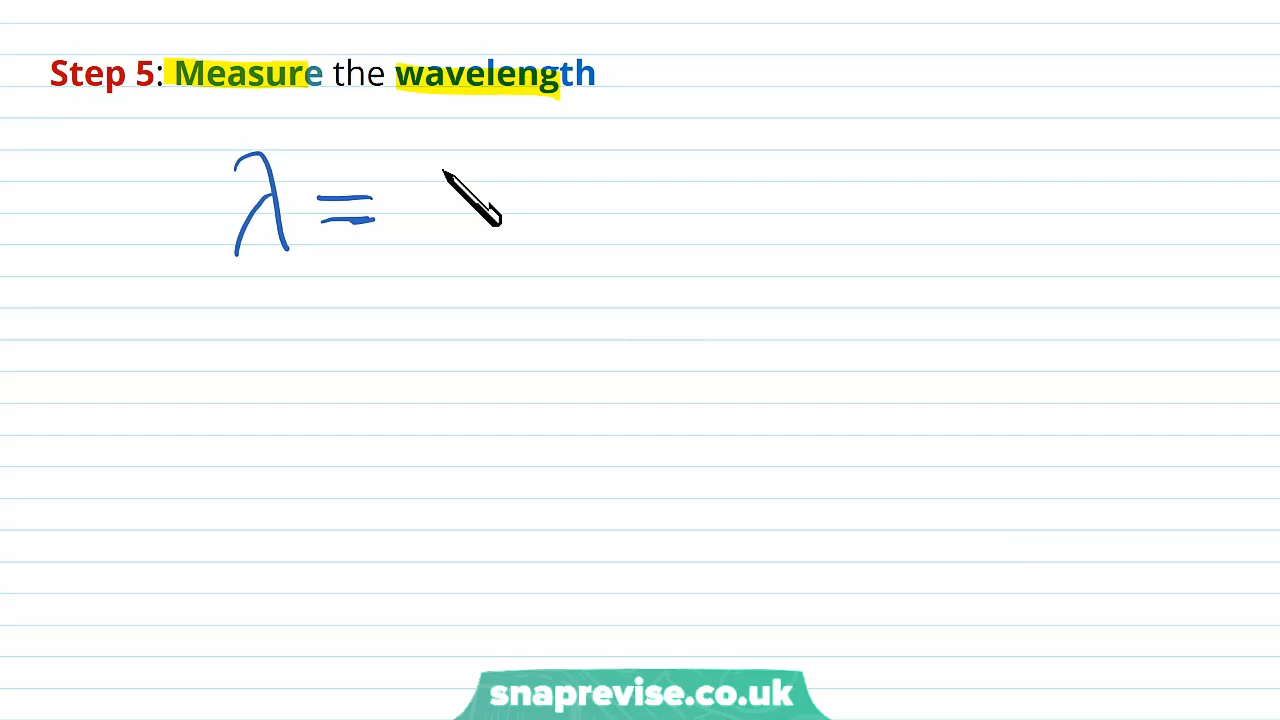 Step 5: Measure the wavelength
λ =
snaprevise.co.uk